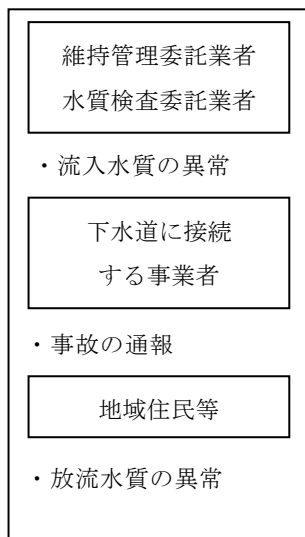 維持管理委託業者
水質検査委託業者
・流入水質の異常
下水道に接続
する事業者
・事故の通報
地域住民等
・放流水質の異常